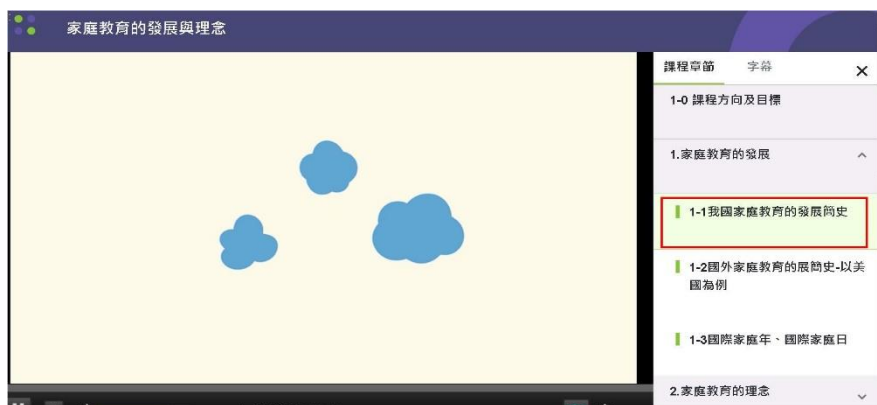 家庭教育的發展與理念
課程章節 字幕
1-0 課程方向及目標
1.家庭教育的發展
1-1我國家庭教育的發展簡史
1-2國外家庭教育的展簡史-以美
國為例
1-3國際家庭年、國際家庭日
2.家庭教育的理念